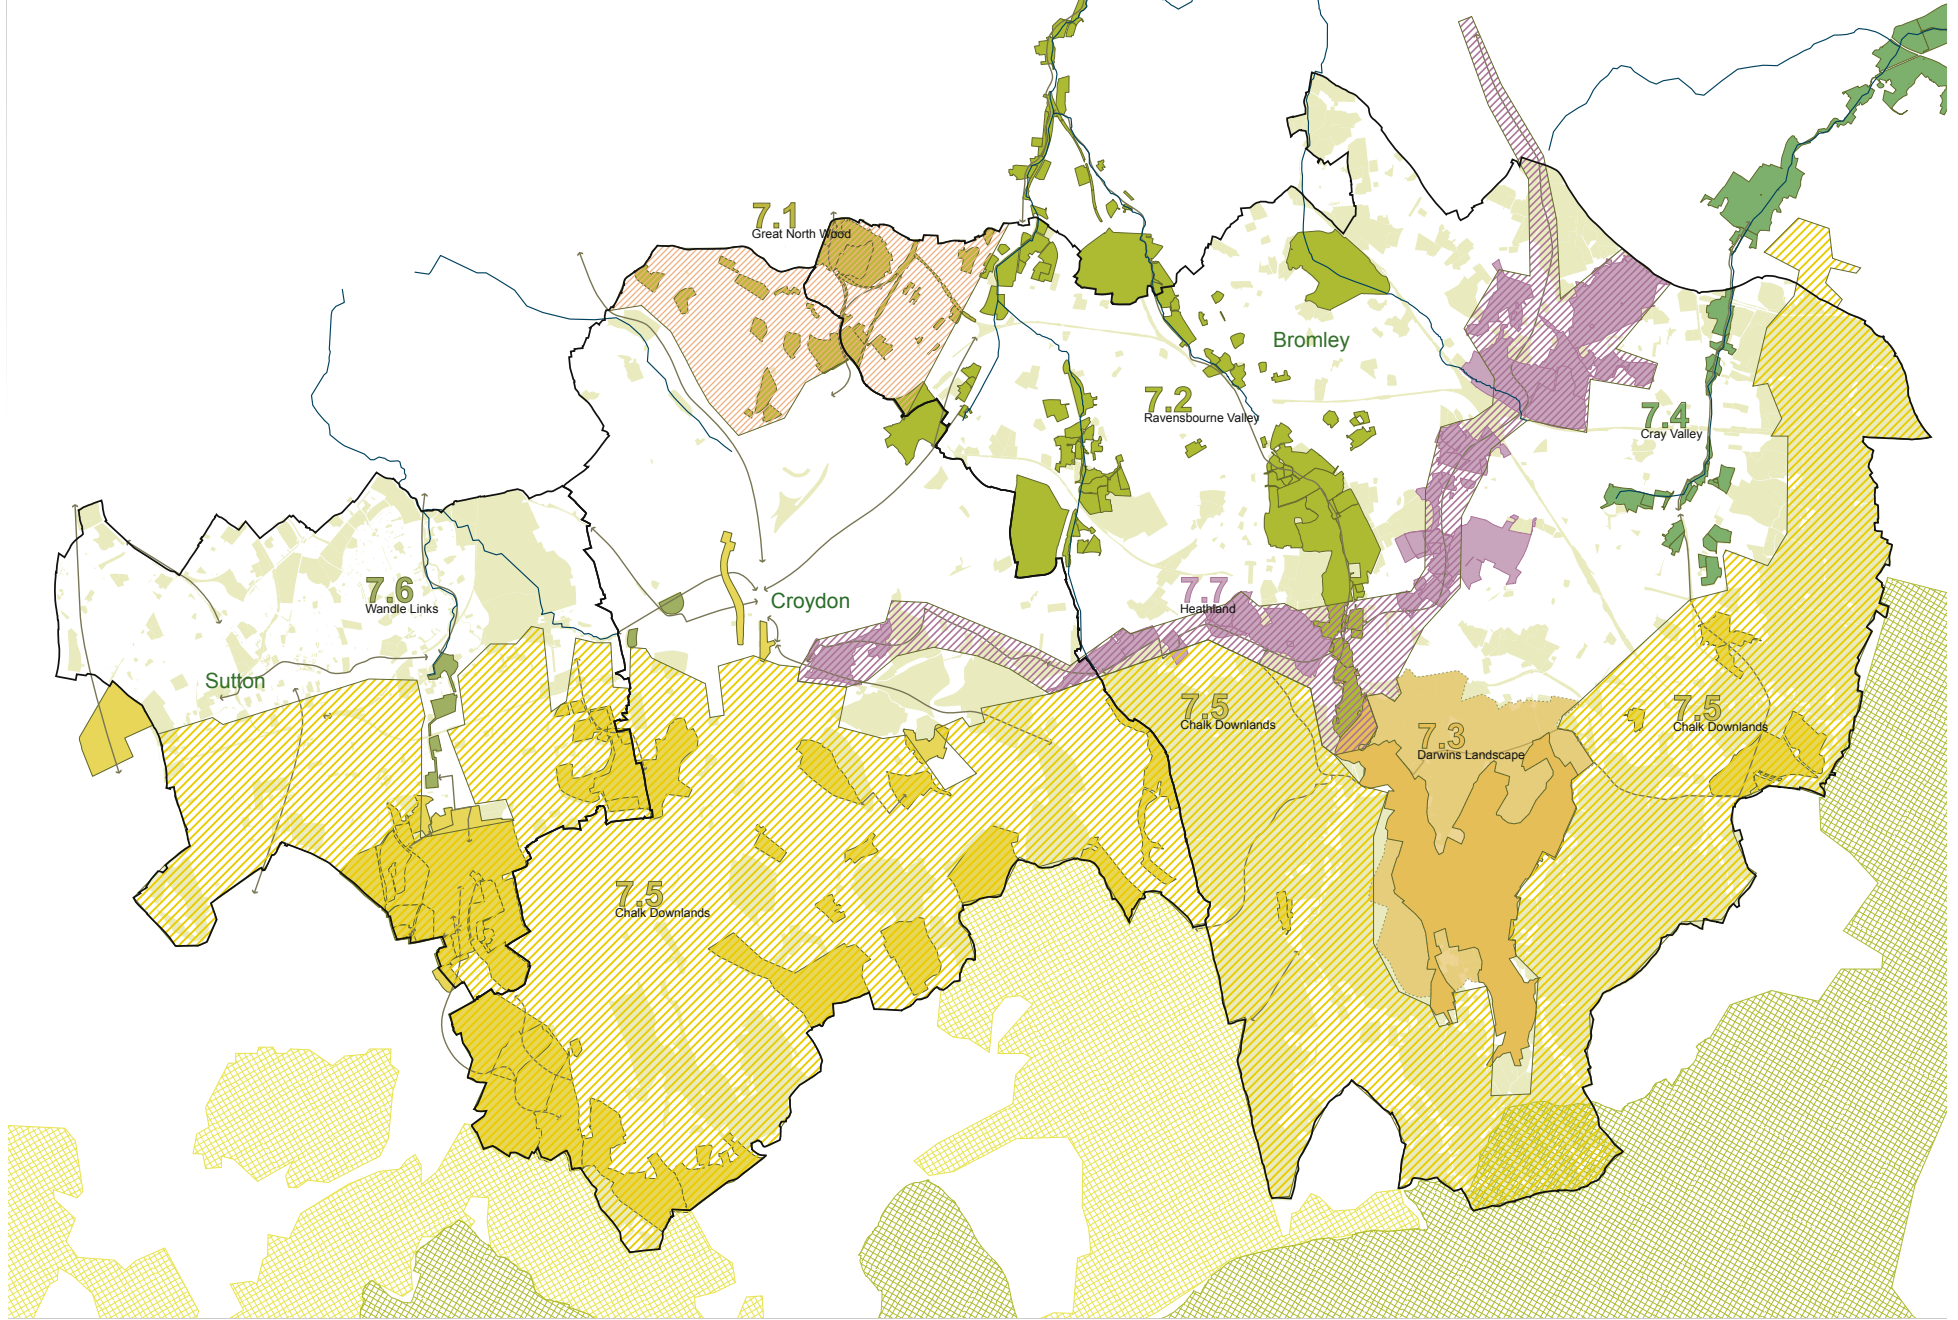 7.1
Great North Wood
Bromley
7.2
Ravensbourne Valley
7.4
Cray Valley
7.6
Wandle Links
7.7
Heathland
Croydon
Sutton
7.5
Chalk Downlands
7.5
Chalk Downlands
7.3
Darwins Landscape
7.5
Chalk Downlands